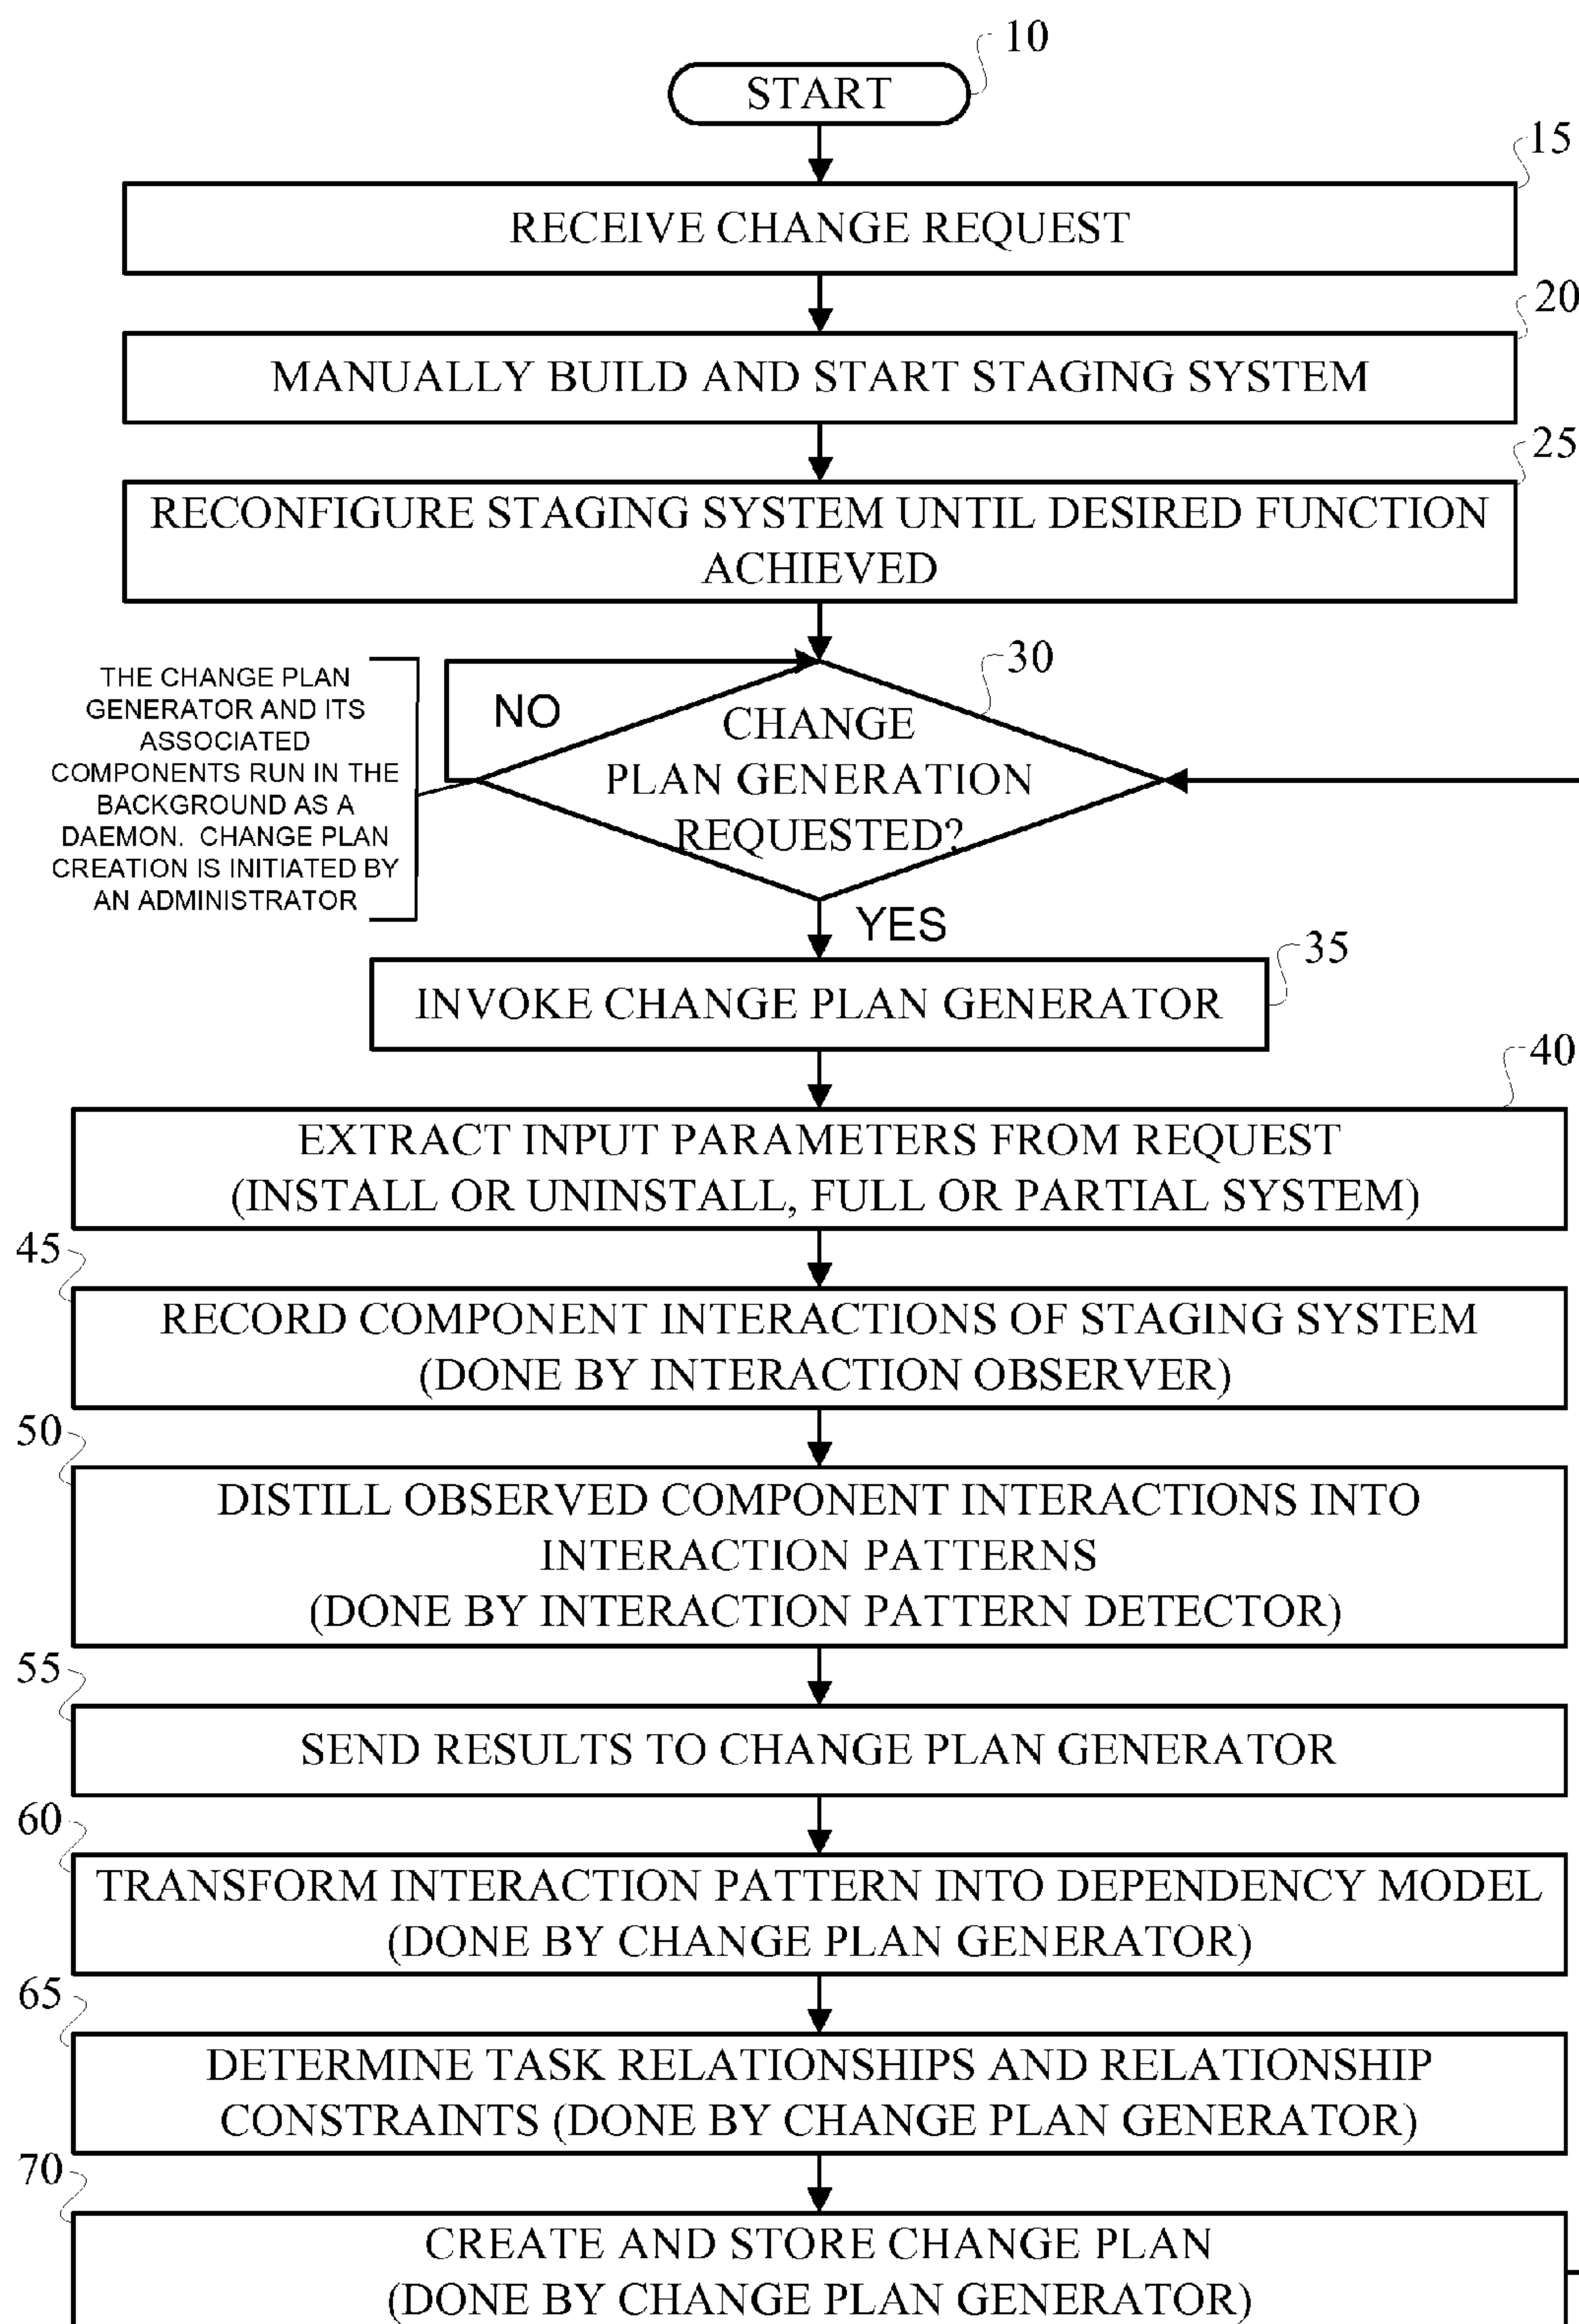 10
START
15
RECEIVE CHANGE REQUEST
20
MANUALLY BUILD AND START STAGING SYSTEM
25
RECONFIGURE STAGING SYSTEM UNTIL DESIRED FUNCTION
ACHIEVED
30
THE CHANGE PLAN
GENERATOR AND ITS
ASSOCIATED
COMPONENTS RUN IN THE
BACKGROUND AS A
DAEMON. CHANGE PLAN
CREATION IS INITIATED BY
AN ADMINISTRATOR
NO
CHANGE
PLAN GENERATION
REQUESTED?
YES
35
INVOKE CHANGE PLAN GENERATOR
40
EXTRACT INPUT PARAMETERS FROM REQUEST
(INSTALL OR UNINSTALL, FULL OR PARTIAL SYSTEM)
45
RECORD COMPONENT INTERACTIONS OF STAGING SYSTEM
(DONE BY INTERACTION OBSERVER)
50
DISTILL OBSERVED COMPONENT INTERACTIONS INTO
INTERACTION PATTERNS
(DONE BY INTERACTION PATTERN DETECTOR)
55
SEND RESULTS TO CHANGE PLAN GENERATOR
60
TRANSFORM INTERACTION PATTERN INTO DEPENDENCY MODEL
(DONE BY CHANGE PLAN GENERATOR)
65
DETERMINE TASK RELATIONSHIPS AND RELATIONSHIP
CONSTRAINTS (DONE BY CHANGE PLAN GENERATOR)
70
CREATE AND STORE CHANGE PLAN
(DONE BY CHANGE PLAN GENERATOR)